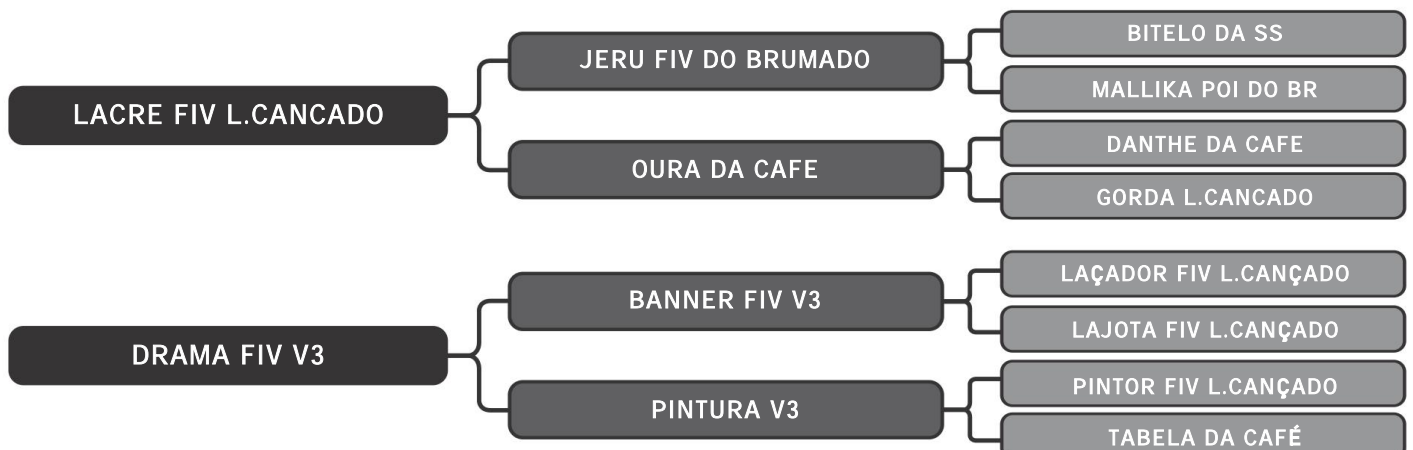 LACRE FIV L.CANCADO
JERU FIV DO BRUMADO
BITELO DA SS
MALLIKA POI DO BR
OURA DA CAFE
DANTHE DA CAFE
GORDA L.CANCADO
DRAMA FIV V3
BANNER FIV V3
LAÇADOR FIV L.CANÇADO
LAJOTA FIV L.CANÇADO
PINTURA V3
PINTOR FIV L.CANÇADO
TABELA DA CAFÉ